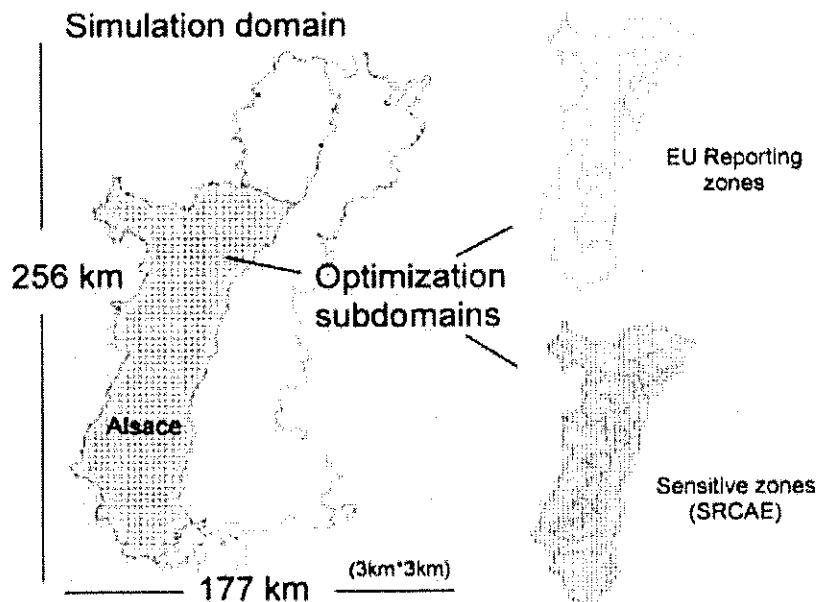 Simulation domain
EU Reporting
zones
256 km
Optimization
subdomains
Alsace
Sensitive zones
(SRCAE)
177 km
(3km*3km)